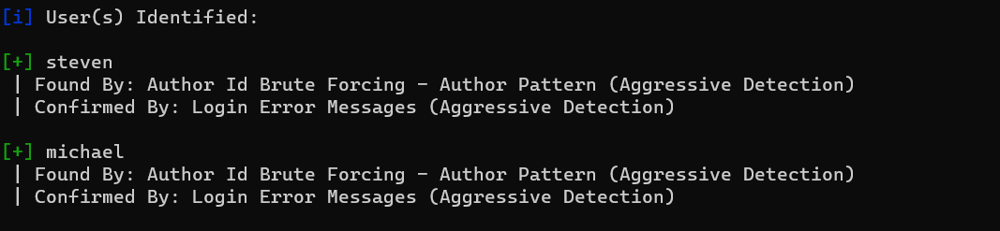 [i] User(s) Identified:
[+] steven
| Found By: Author Id Brute Forcing - Author Pattern (Aggressive Detection)
| Confirmed By: Login Error Messages (Aggressive Detection)
[+] michael
| Found By: Author Id Brute Forcing - Author Pattern (Aggressive Detection)
| Confirmed By: Login Error Messages (Aggressive Detection)